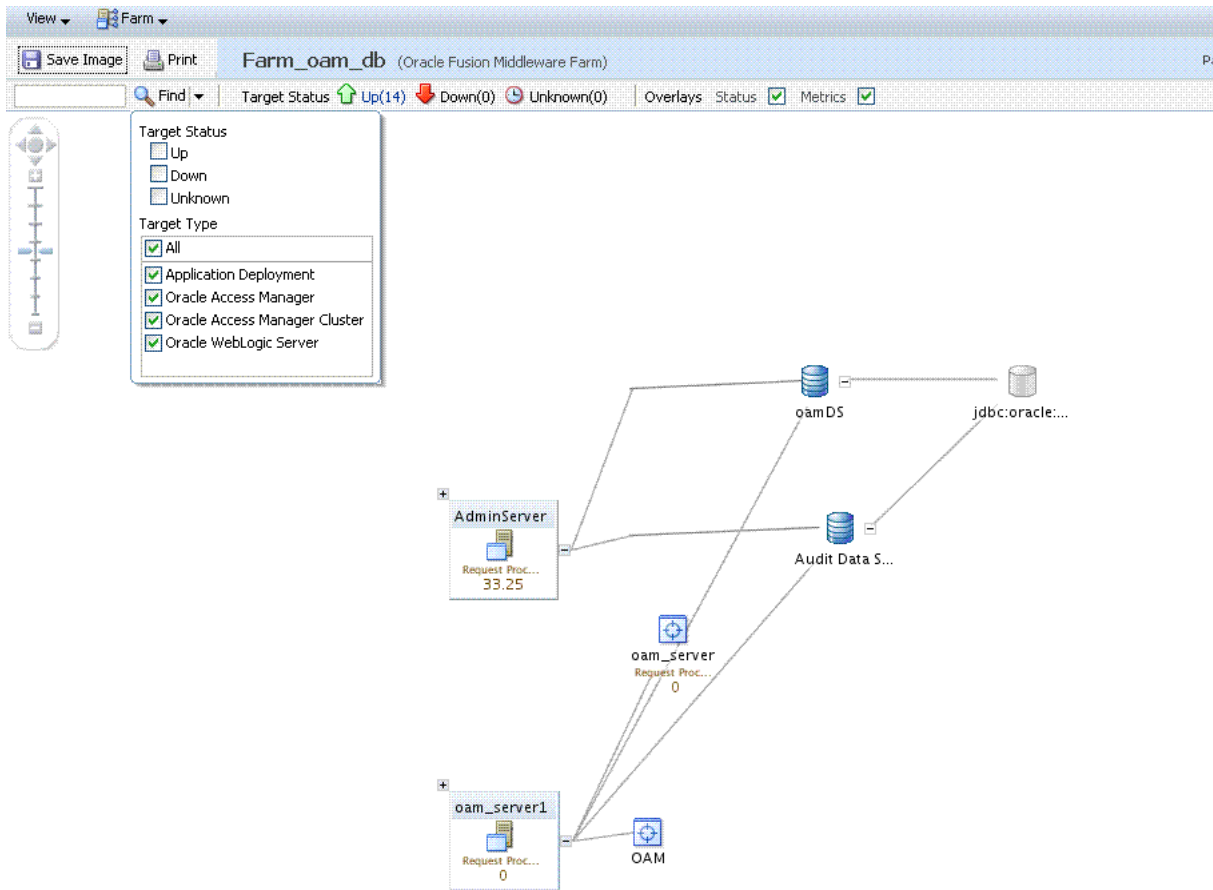 View Farm
Save Image Print Farm_oam_db (Oracle Fusion Middleware Farm)
Find Target Status Up(14) Down(0) Unknown(0) Overlays Status Metrics
Target Status
Up
Down
Unknown
Target Type
All
Application Deployment
Oracle Access Manager
Oracle Access Manager Cluster
Oracle WebLogic Server
oamDS
jdbc:oracle:...
AdminServer
Request Proc...
33.25
Audit Data S...
oam_server
Request Proc...
0
oam_server1
Request Proc...
0
OAM